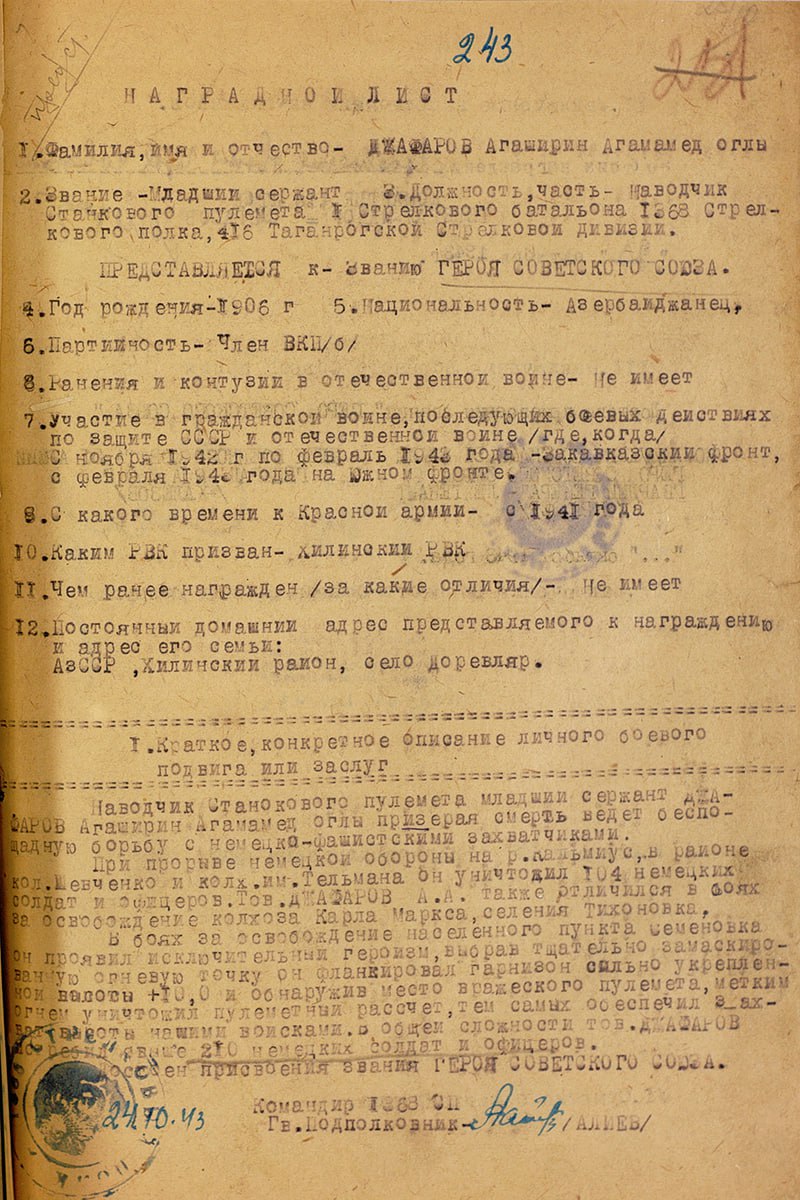 243
НАГРАДНОЙ ЛИСТ
1.Фамилия,имя и отчество- ДЖАФАРОВ Агаширин Агамамед оглы
2.Звание -Младший сержант 3.Должность,часть- Наводчик
Станкового пулемета I Стрелкового батальона 1368 Стрел-
кового полка,416 Таганрогской Стрелковой дивизии.
ПРЕДСТАВЛЯЕТСЯ к- Званию ГЕРОЯ СОВЕТСКОГО СОЮЗА.
4.Год рождения-1906 г 5.Национальность- Азербайджанец,
6.Партийность- Член ВКП/б/
8.Ранения и контузии в отечественной войне- Не имеет
7.Участие в гражданской войне,последующих боевых действиях
по защите СССР и отечественной войне /где,когда/
С ноября 1942 г по февраль 1943 года -Закавказский фронт,
с февраля 1943 года на Южном фронте.
9.С какого времени к Красной армии- с 1941 года
10.Каким РВК призван- Хилинский РВК
11.Чем ранее награжден /за какие отличия/- Не имеет
12.Постоянный домашний адрес представляемого к награждению
и адрес его семьи:
АзССР ,Хилинский район, село Доревляр.
I.Краткое,конкретное описание личного боевого
подвига или заслуг
Наводчик Станокового пулемета младший сержант ДЖА-
ФАРОВ Агаширин Агамамед оглы призерая смерть ведет беспо-
щадную борьбу с немецко-фашистскими захватчиками.
При прорыве немецкой обороны на р.Кальмиус,в районе
кол.Шевченко и колх.им.Тельмана он уничтожил 104 немецких
солдат и офицеров.Тов.ДЖАФАРОВ А.А. также отличился в боях
за освобождение колхоза Карла Маркса,селения Тихоновка,
В боях за освобождение населенного пункта Семеновка
он проявил исключительный героизм,выбрав тщательно замаскиро-
ванную огневую точку он фланкировал гарнизон сильно укреплен-
ной высоты +10,0 и обнаружив место вражеского пулемета,метким
огнем уничтожил пулеметный рассчет,тем самых обеспечил зах-
ват высоты нашими войсками.В общей сложности тов.ДЖАФАРОВ
210 немецких солдат и офицеров.
присвоения звания ГЕРОЯ СОВЕТСКОГО СОЮЗА.
Командир 1368 СП
24.10.43 Гв.Подполковник- /АЛИЕВ/